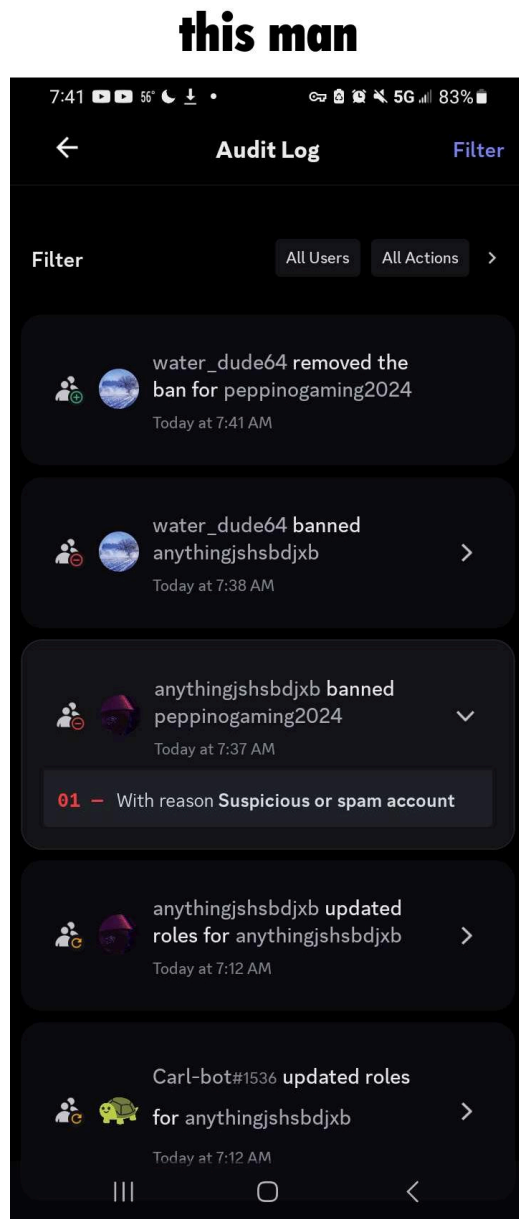 this man
7:41 56° 5G 83%
Audit Log Filter
Filter All Users All Actions
water_dude64 removed the
ban for peppinogaming2024
Today at 7:41 AM
water_dude64 banned
anythingjshsbdjxb
Today at 7:38 AM
anythingjshsbdjxb banned
peppinogaming2024
Today at 7:37 AM
01 – With reason Suspicious or spam account
anythingjshsbdjxb updated
roles for anythingjshsbdjxb
Today at 7:12 AM
Carl-bot#1536 updated roles
for anythingjshsbdjxb
Today at 7:12 AM